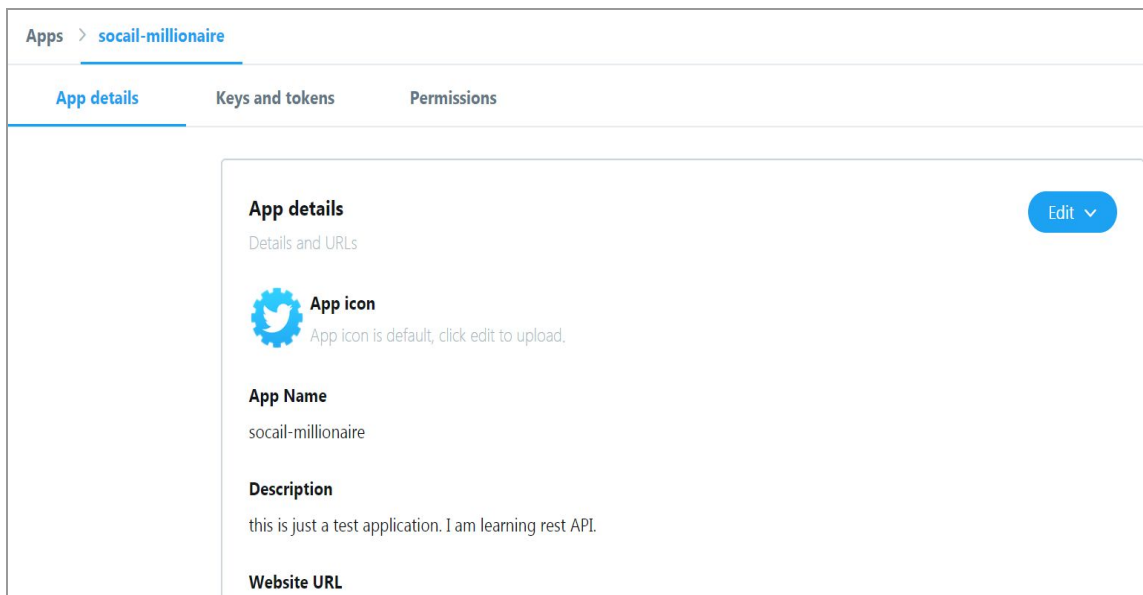 Apps > socail-millionaire
App details Keys and tokens Permissions
App details
Edit
Details and URLs
App icon
App icon is default, click edit to upload.
App Name
socail-millionaire
Description
this is just a test application. I am learning rest API.
Website URL